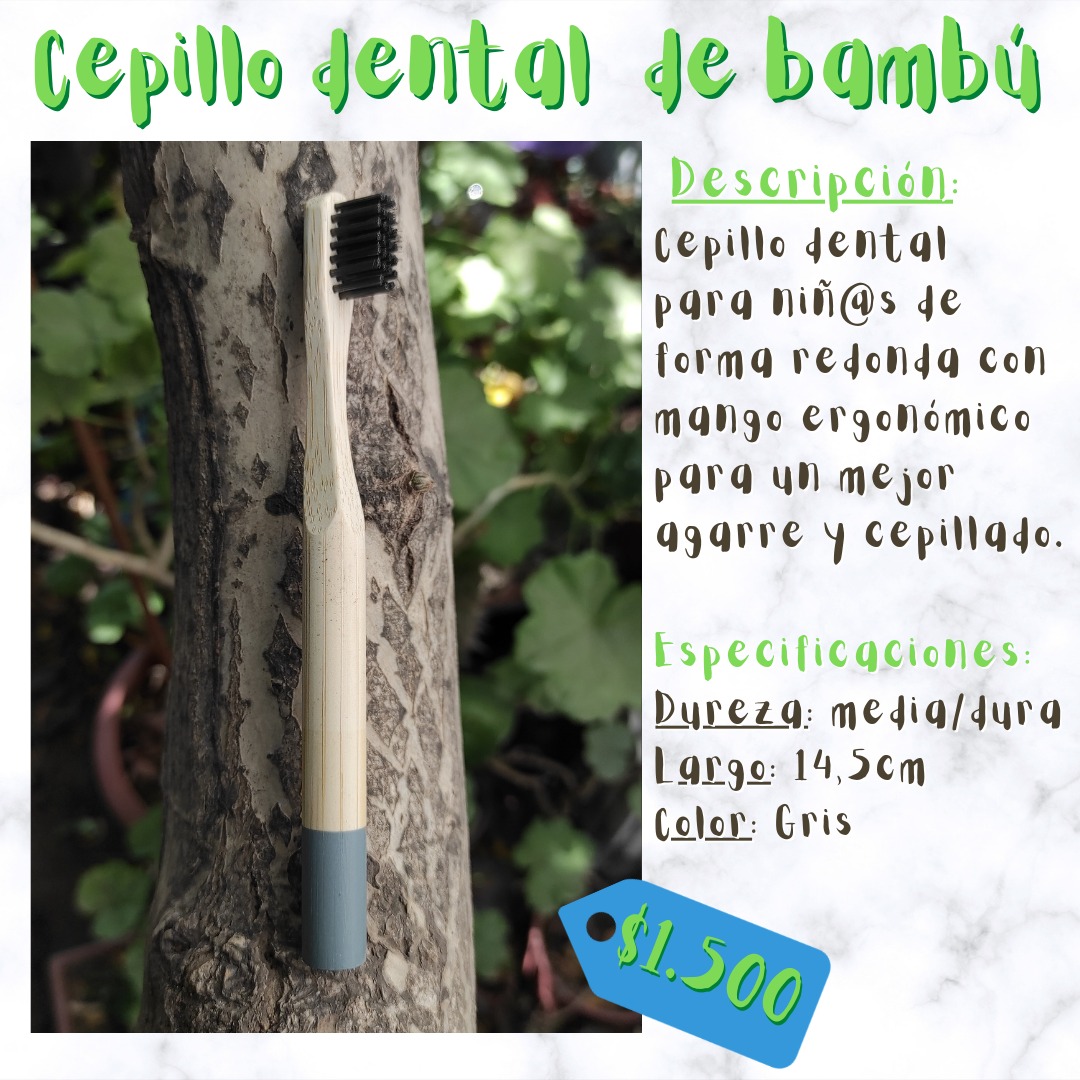 Cepillo dental de bambú
Descripción:
Cepillo dental
para niñ@s de
forma redonda con
mango ergonómico
para un mejor
agarre y cepillado.
Especificaciones:
Dureza: media/dura
Largo: 14,5cm
Color: Gris
$1.500